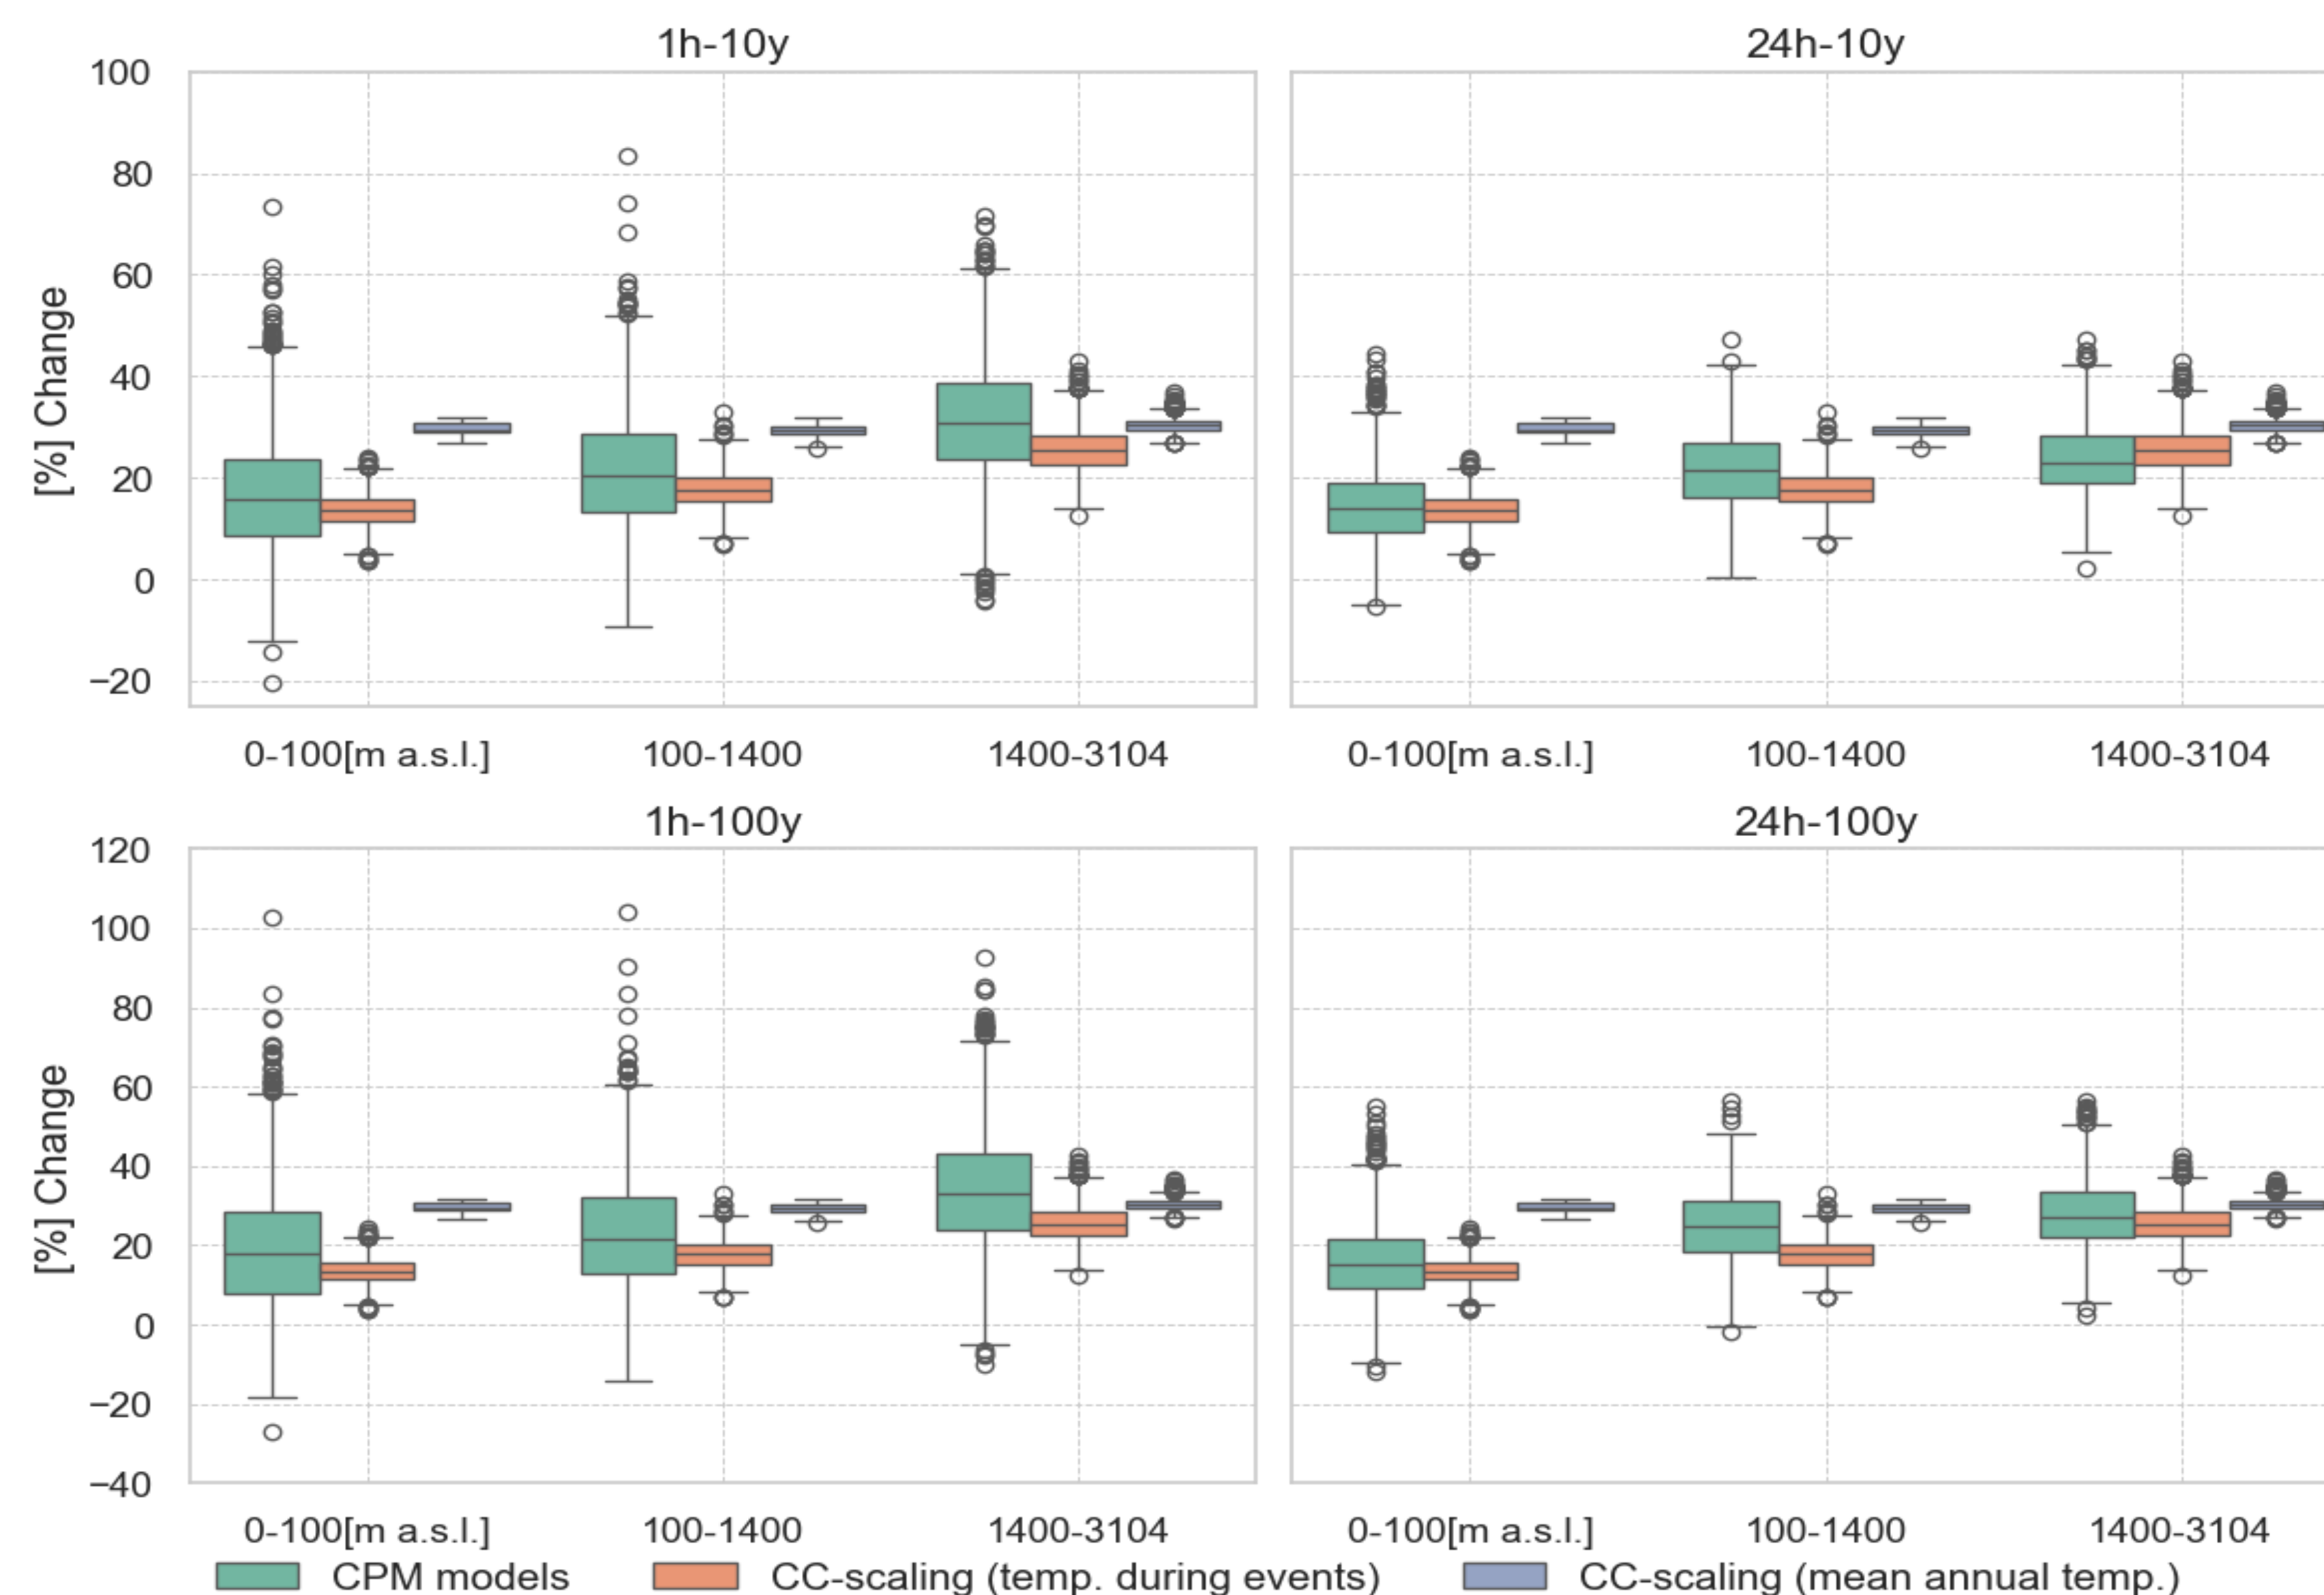 1h-10y
24h-10y
[%] Change
100
80
60
40
20
0
−20
0-100[m a.s.l.]
100-1400
1400-3104
0-100[m a.s.l.]
100-1400
1400-3104
1h-100y
24h-100y
[%] Change
120
100
80
60
40
20
0
−20
−40
0-100[m a.s.l.]
100-1400
1400-3104
0-100[m a.s.l.]
100-1400
1400-3104
CPM models
CC-scaling (temp. during events)
CC-scaling (mean annual temp.)